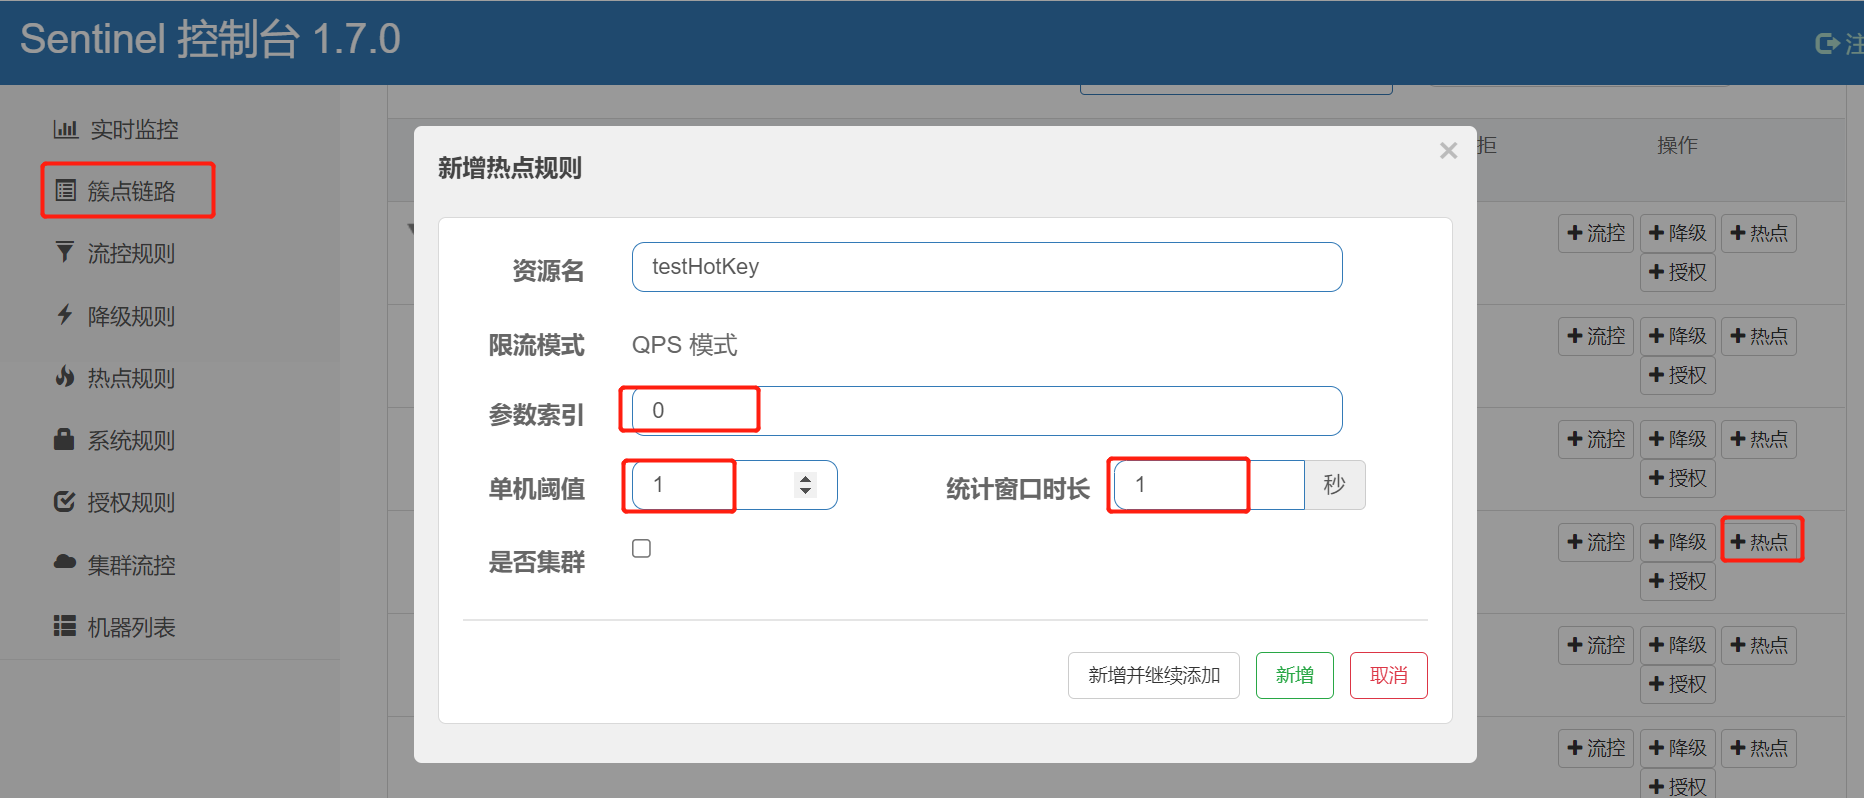 Sentinel 控制台 1.7.0
注
实时监控
簇点链路
流控规则
降级规则
热点规则
系统规则
授权规则
集群流控
机器列表
拒
操作
新增热点规则
×
资源名 testHotKey
限流模式 QPS 模式
参数索引 0
单机阈值 1 统计窗口时长 1 秒
是否集群
新增并继续添加 新增 取消
流控 降级 热点
授权
流控 降级 热点
授权
流控 降级 热点
授权
流控 降级 热点
授权
流控 降级 热点
授权
流控 降级 热点
授权